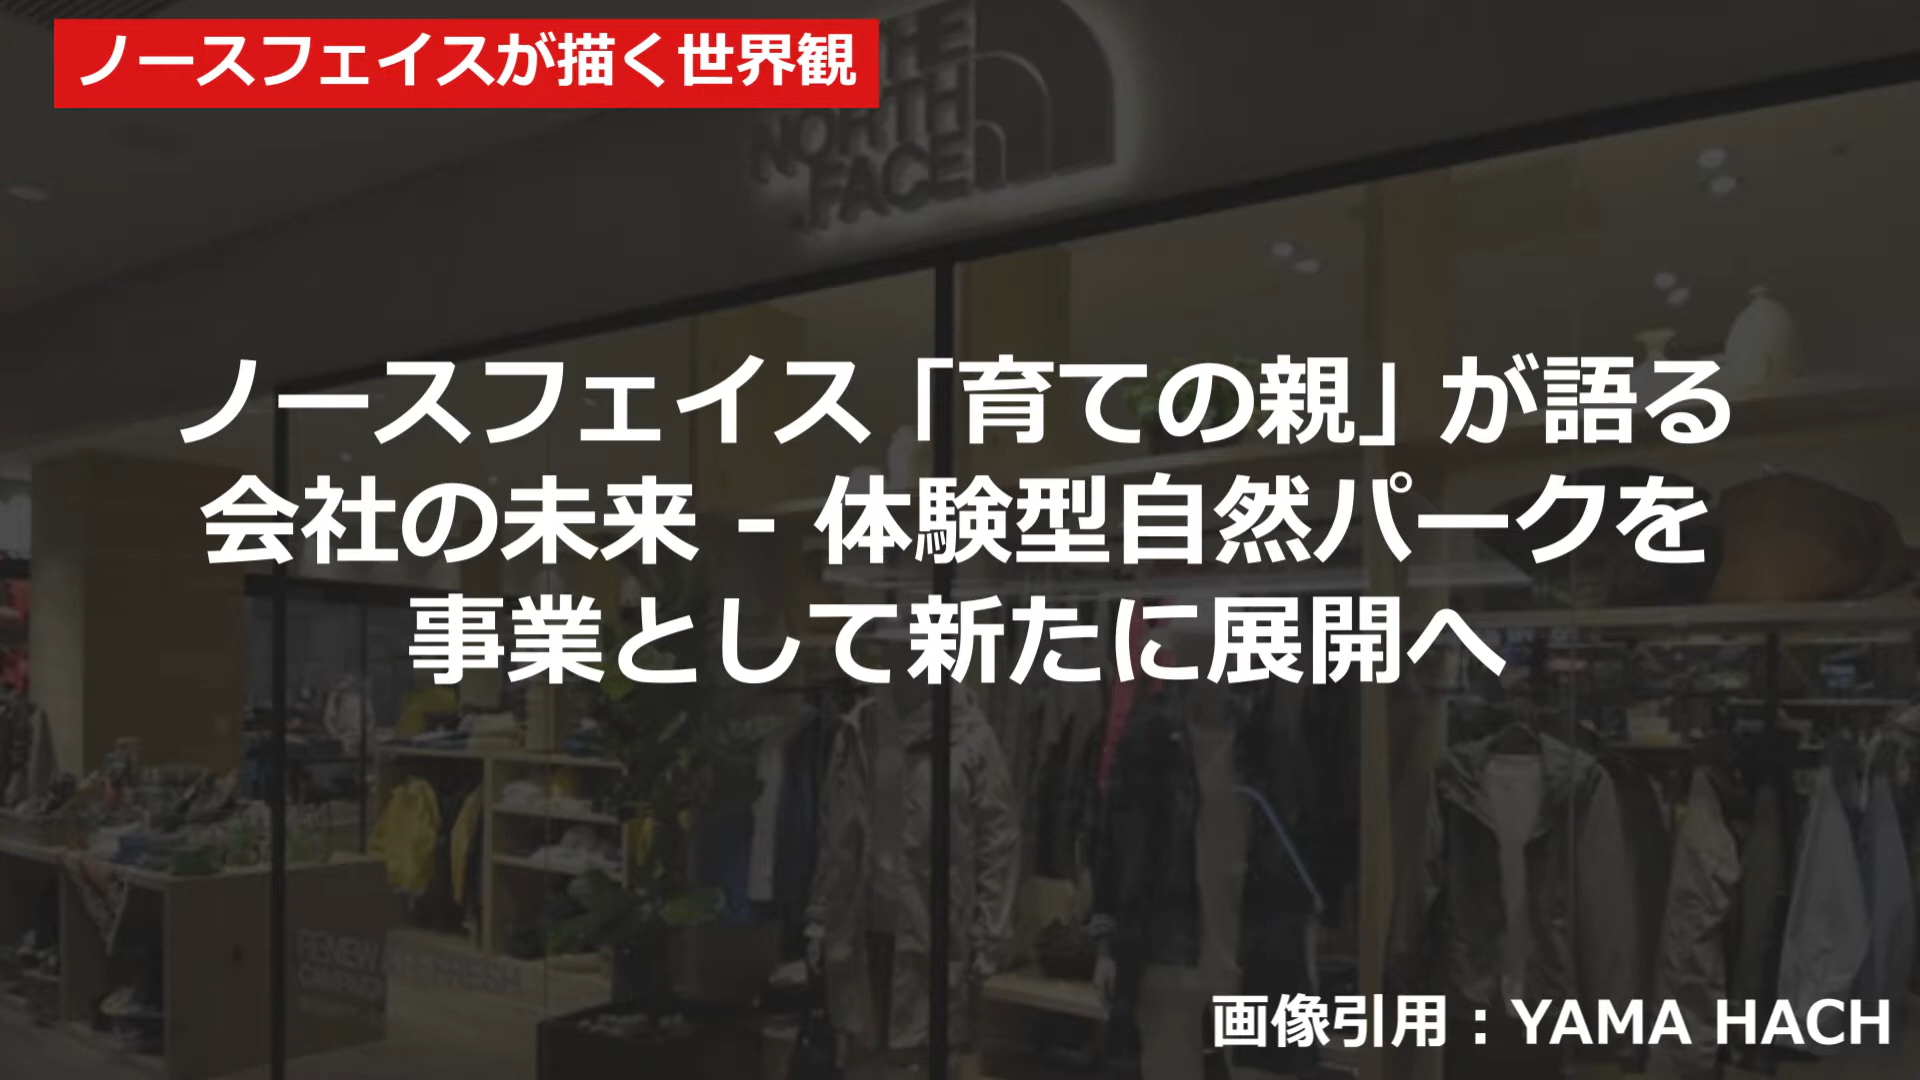 ノースフェイスが描く世界観
THE
NORTH
FACE
ノースフェイス「育ての親」が語る
会社の未来 - 体験型自然パークを
事業として新たに展開へ
画像引用：YAMA HACH